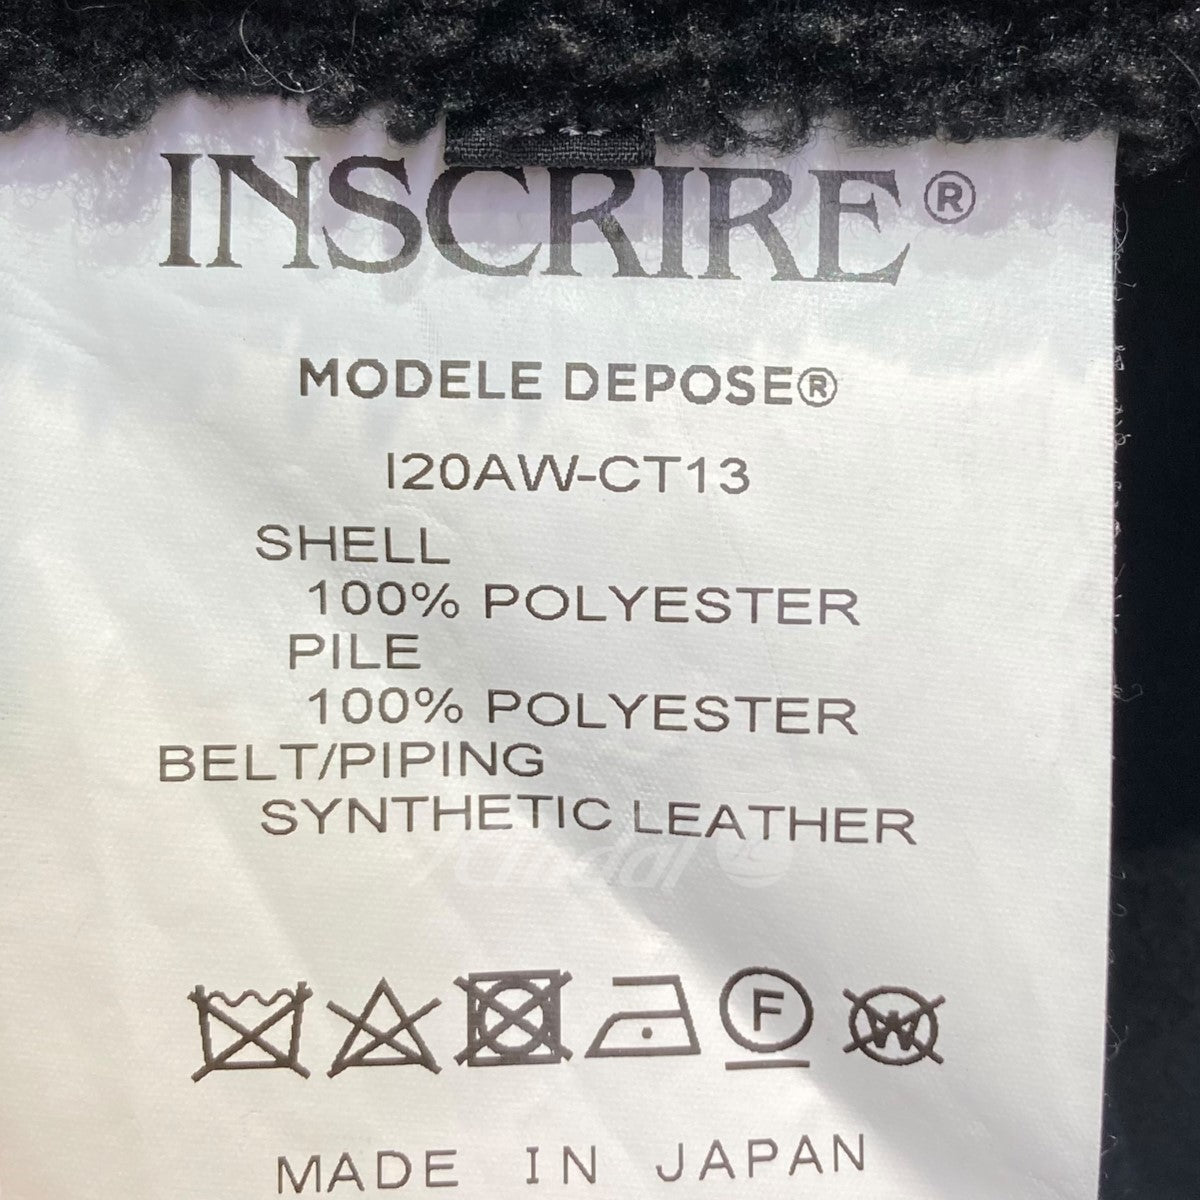 INSCRIRE®
MODELE DEPOSE®
I20AW-CT13
SHELL
100% POLYESTER
PILE
100% POLYESTER
BELT/PIPING
SYNTHETIC LEATHER
F W
MADE IN JAPAN